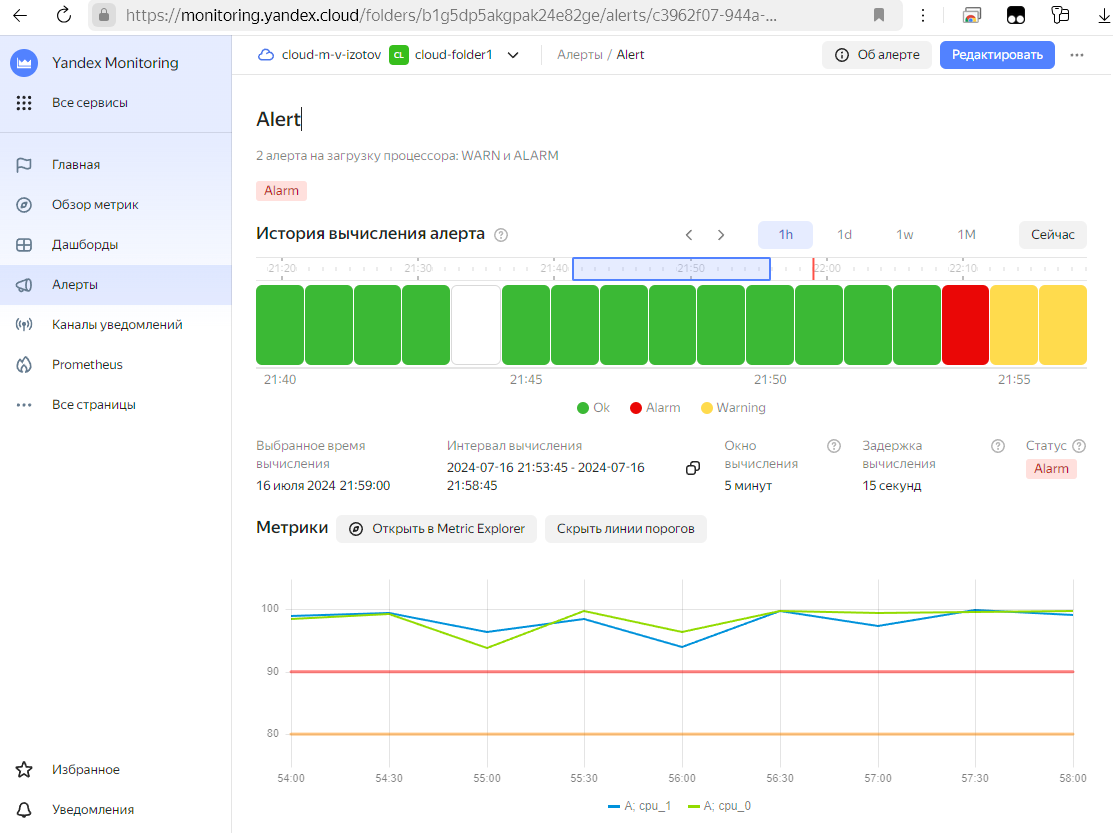 https://monitoring.yandex.cloud/folders/b1g5dp5akgpak24e82ge/alerts/c3962f07-944a-...
Yandex Monitoring
Все сервисы
Главная
Обзор метрик
Дашборды
Алерты
Каналы уведомлений
Prometheus
Все страницы
Избранное
Уведомления
cloud-m-v-izotov CL cloud-folder1 Алерты / Alert Об алерте Редактировать
Alert
2 алерта на загрузку процессора: WARN и ALARM
Alarm
История вычисления алерта 1h 1d 1w 1M Сейчас
21:20 21:30 21:40 21:50 22:00 22:10
21:40 21:45 21:50 21:55
Ok Alarm Warning
Выбранное время вычисления
16 июля 2024 21:59:00
Интервал вычисления
2024-07-16 21:53:45 - 2024-07-16
21:58:45
Окно вычисления
5 минут
Задержка вычисления
15 секунд
Статус
Alarm
Метрики Открыть в Metric Explorer Скрыть линии порогов
100
90
80
54:00 54:30 55:00 55:30 56:00 56:30 57:00 57:30 58:00
A; cpu_1 A; cpu_0